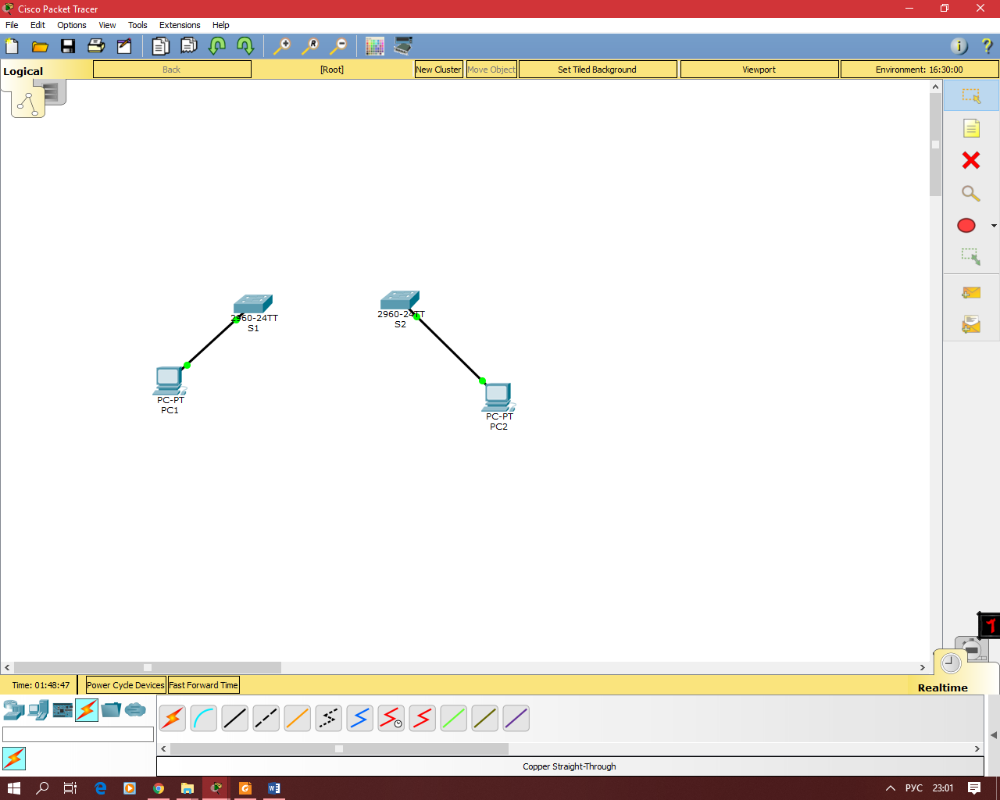 Cisco Packet Tracer
File Edit Options View Tools Extensions Help
Logical Back [Root] New Cluster Move Object Set Tiled Background Viewport Environment: 16:30:00
2960-24TT
S1
2960-24TT
S2
PC-PT
PC1
PC-PT
PC2
Time: 01:48:47 Power Cycle Devices Fast Forward Time Realtime
Copper Straight-Through
РУС 23:01